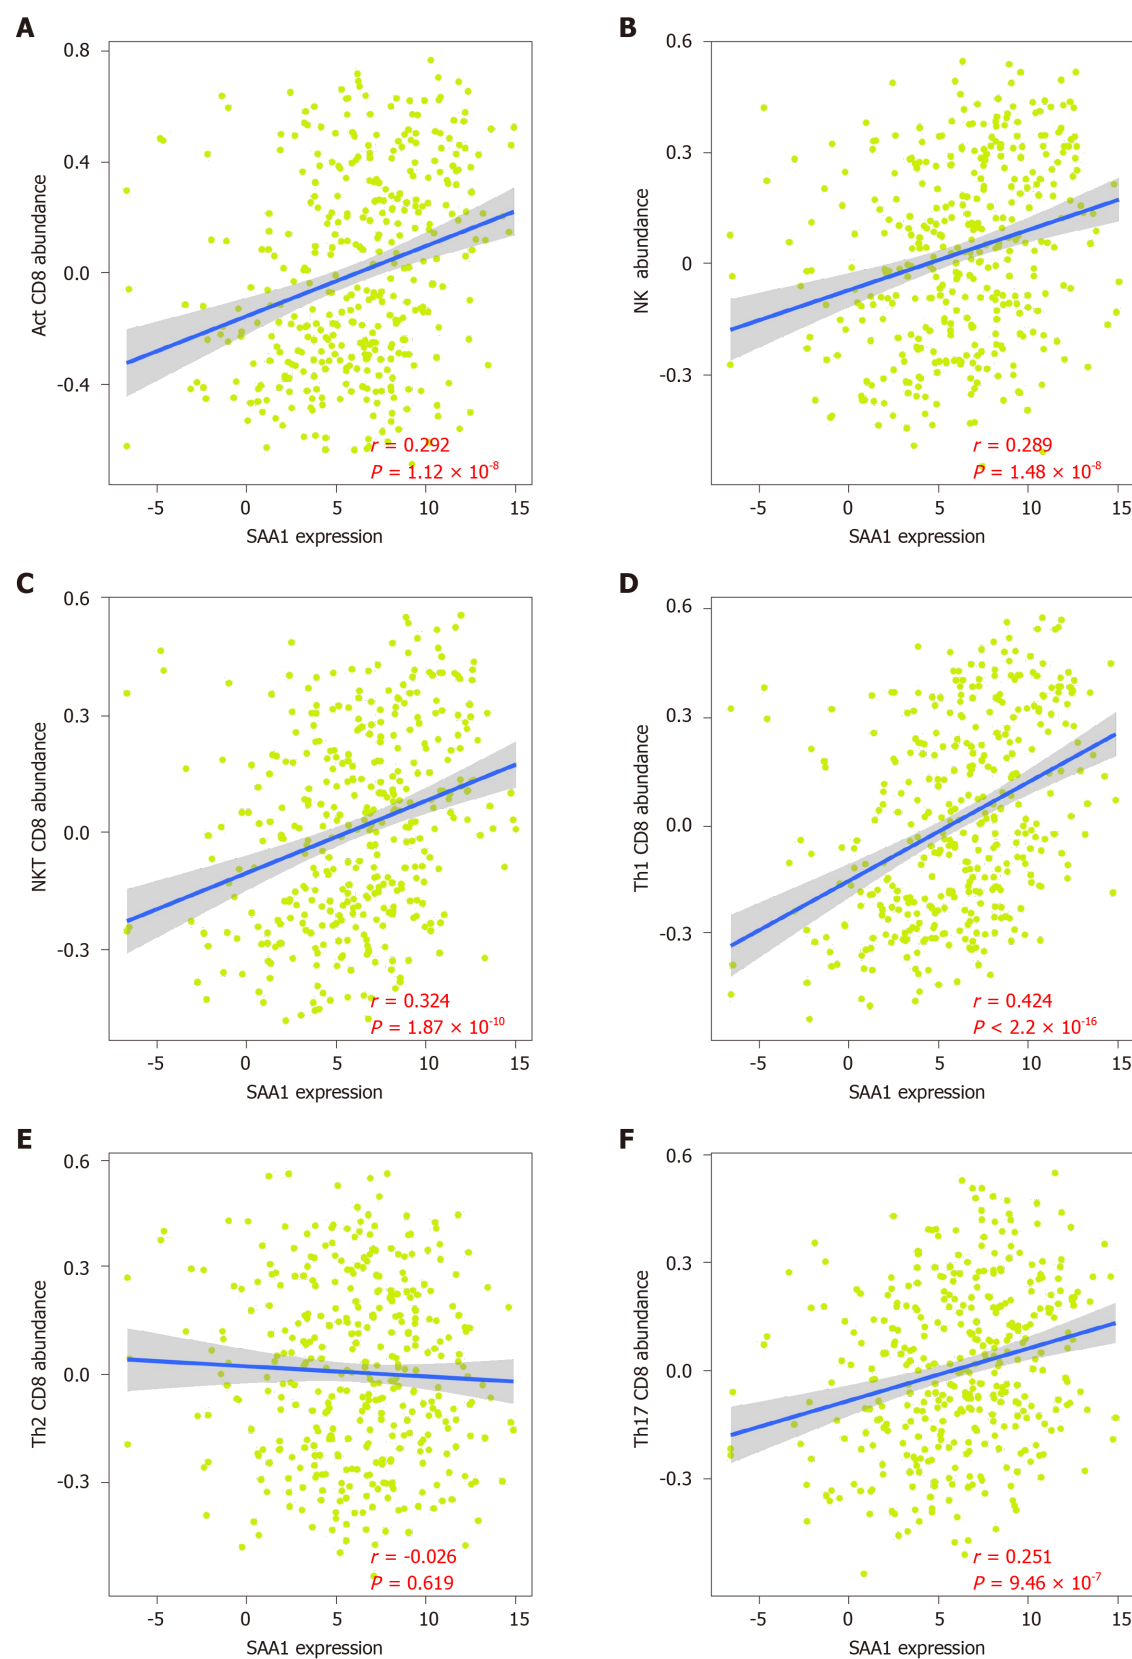 A
0.8
0.4
0.0
-0.4
Act CD8 abundance
r = 0.292
P = 1.12 × 10-8
-5 0 5 10 15
SAA1 expression
B
0.6
0.3
0
-0.3
NK abundance
r = 0.289
P = 1.48 × 10-8
-5 0 5 10 15
SAA1 expression
C
0.6
0.3
0.0
-0.3
NKT CD8 abundance
r = 0.324
P = 1.87 × 10-10
-5 0 5 10 15
SAA1 expression
D
0.6
0.3
0.0
-0.3
Th1 CD8 abundance
r = 0.424
P < 2.2 × 10-16
-5 0 5 10 15
SAA1 expression
E
0.6
0.3
0.0
-0.3
Th2 CD8 abundance
r = -0.026
P = 0.619
-5 0 5 10 15
SAA1 expression
F
0.6
0.3
0.0
-0.3
Th17 CD8 abundance
r = 0.251
P = 9.46 × 10-7
-5 0 5 10 15
SAA1 expression